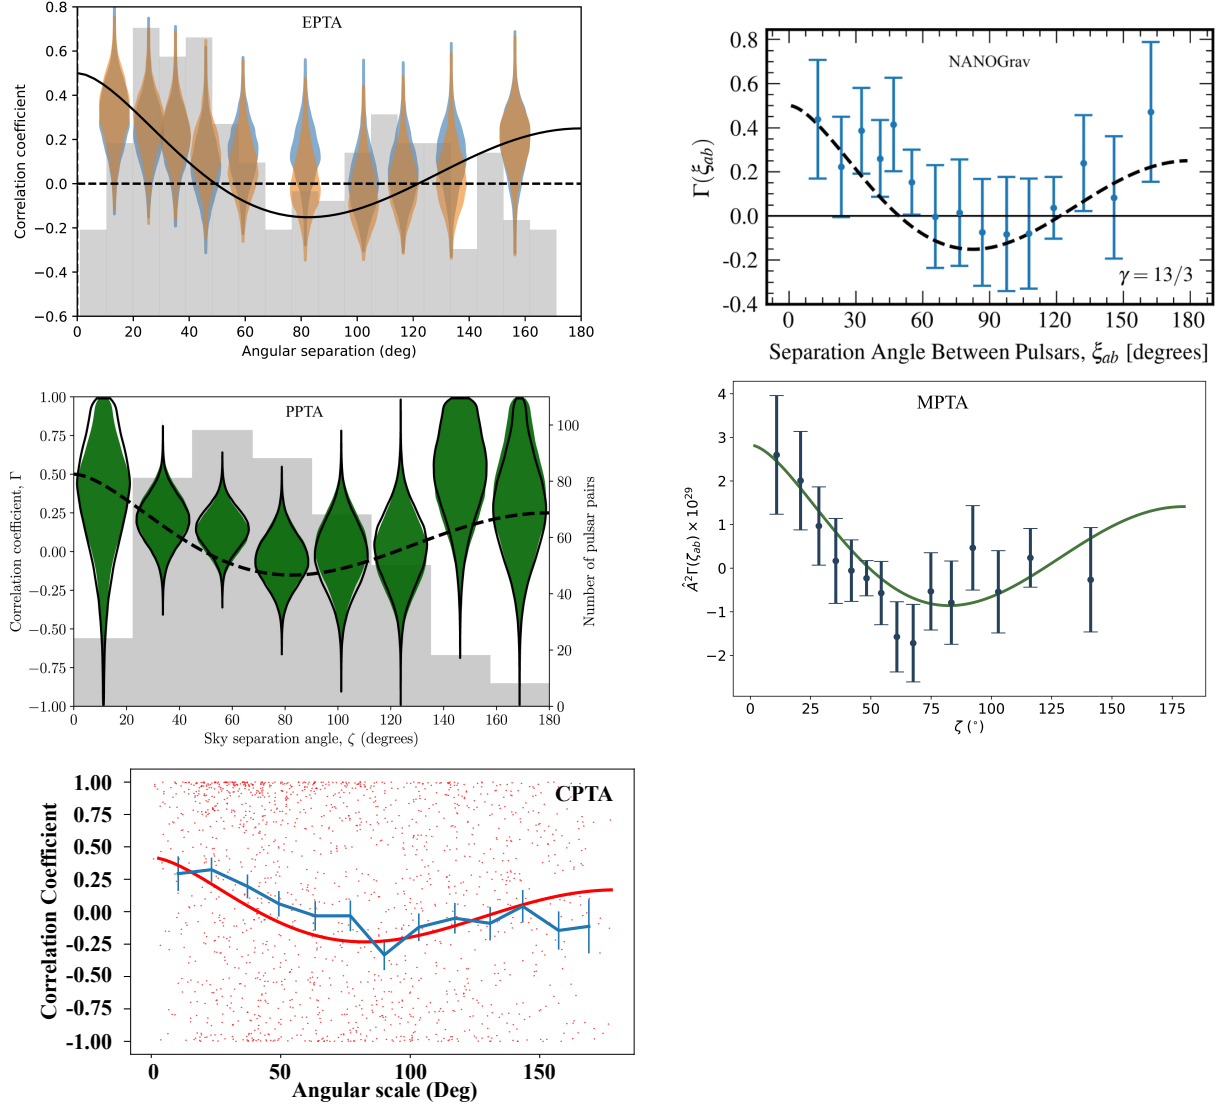 EPTA
Correlation coefficient
0.8
0.6
0.4
0.2
0.0
−0.2
−0.4
−0.6
0 20 40 60 80 100 120 140 160 180
Angular separation (deg)
NANOGrav
Γ(ξab)
0.8
0.6
0.4
0.2
0.0
-0.2
-0.4
γ = 13/3
0 30 60 90 120 150 180
Separation Angle Between Pulsars, ξab [degrees]
PPTA
Correlation coefficient, Γ
1.00
0.75
0.50
0.25
0.00
−0.25
−0.50
−0.75
−1.00
100
80
60
40
20
0
Number of pulsar pairs
0 20 40 60 80 100 120 140 160 180
Sky separation angle, ζ (degrees)
MPTA
Â²Γ(ζab) × 10²⁹
4
3
2
1
0
−1
−2
0 25 50 75 100 125 150 175
ζ (°)
CPTA
Correlation Coefficient
1.00
0.75
0.50
0.25
0.00
-0.25
-0.50
-0.75
-1.00
0 50 100 150
Angular scale (Deg)